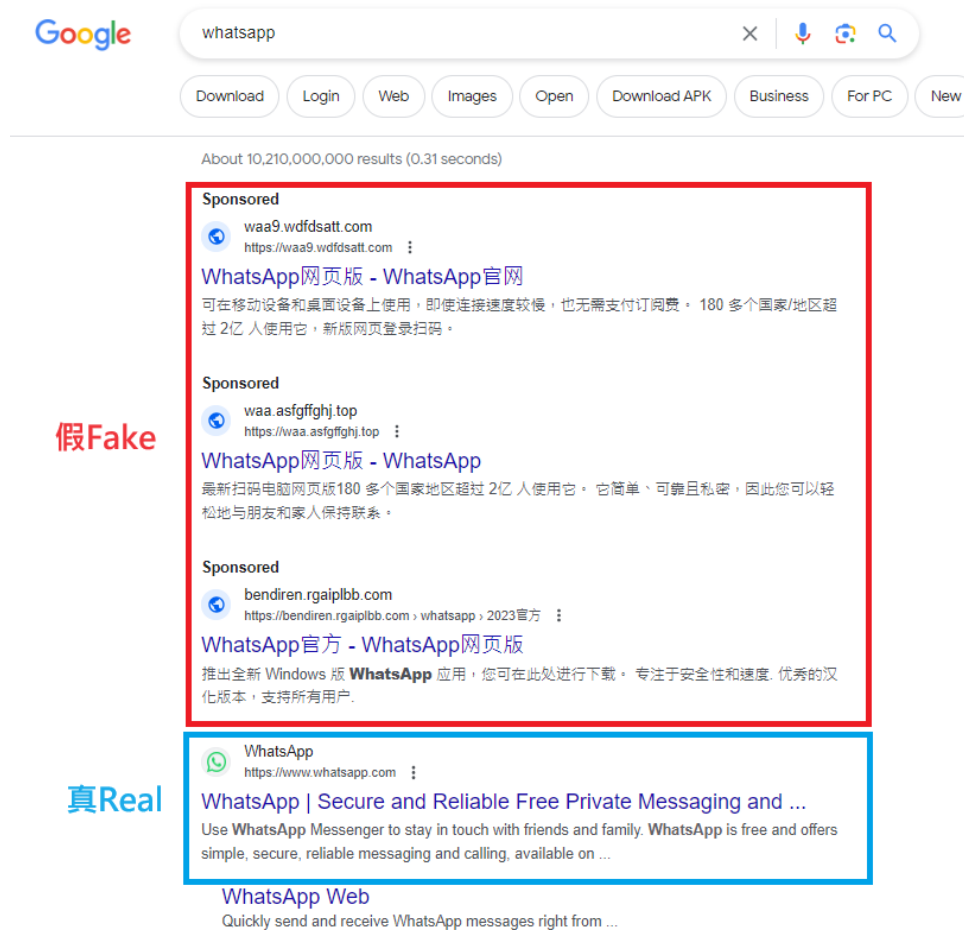 Google
whatsapp
Download Login Web Images Open Download APK Business For PC New
About 10,210,000,000 results (0.31 seconds)
Sponsored
waa9.wdfdsatt.com
https://waa9.wdfdsatt.com
WhatsApp网页版 - WhatsApp官网
可在移动设备和桌面设备上使用，即使连接速度较慢，也无需支付订阅费。 180 多个国家/地区超
过 2亿 人使用它，新版网页登录扫码。
Sponsored
waa.asfgffghj.top
https://waa.asfgffghj.top
假Fake
WhatsApp网页版 - WhatsApp
最新扫码电脑网页版180 多个国家地区超过 2亿 人使用它。 它简单、可靠且私密，因此您可以轻
松地与朋友和家人保持联系。
Sponsored
bendiren.rgaiplbb.com
https://bendiren.rgaiplbb.com › whatsapp › 2023官方
WhatsApp官方 - WhatsApp网页版
推出全新 Windows 版 WhatsApp 应用，您可在此处进行下载。 专注于安全性和速度. 优秀的汉
化版本，支持所有用户.
WhatsApp
https://www.whatsapp.com
真Real
WhatsApp | Secure and Reliable Free Private Messaging and ...
Use WhatsApp Messenger to stay in touch with friends and family. WhatsApp is free and offers
simple, secure, reliable messaging and calling, available on ...
WhatsApp Web
Quickly send and receive WhatsApp messages right from ...